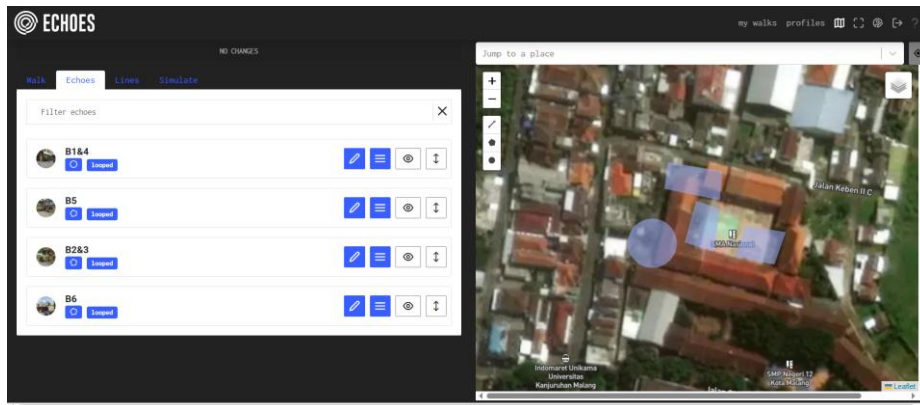 ECHOES
my walks profiles
NO CHANGES
Jump to a place
Walk Echoes Lines Simulate
Filter echoes
B1&4
looped
B5
looped
B2&3
looped
B6
looped
Jalan Keben II C
SMA Nasional
Indomaret Unikama
Universitas
Kanjuruhan Malang
SMP Negeri 12
Kota Malang
Leaflet